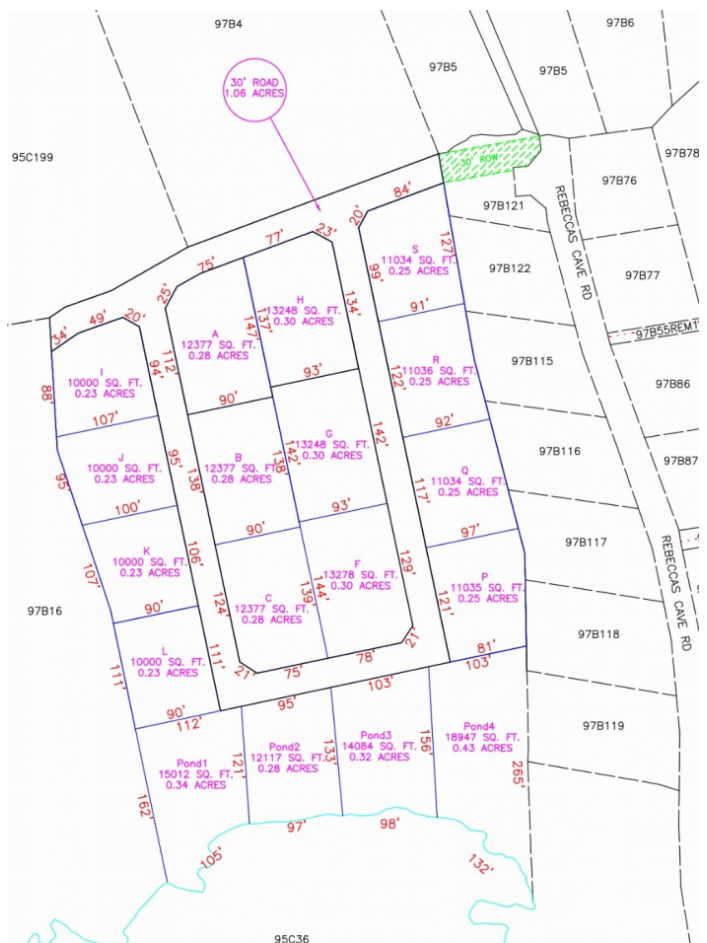 97B4
97B6
97B5
97B5
30' ROAD
1.06 ACRES
95C199
30' ROW
97B78
97B76
84'
20'
97B121
REBECCAS CAVE RD
77'
23'
S
11034 SQ. FT.
0.25 ACRES
127'
75'
99'
97B122
97B77
25'
H
13248 SQ. FT.
0.30 ACRES
134'
137'
147'
A
12377 SQ. FT.
0.28 ACRES
91'
49'
20'
34'
97B55REM1
112'
94'
I
10000 SQ. FT.
0.23 ACRES
R
11036 SQ. FT.
0.25 ACRES
122'
97B115
88'
93'
97B86
90'
107'
92'
G
13248 SQ. FT.
0.30 ACRES
142'
97B116
J
10000 SQ. FT.
0.23 ACRES
95'
B
12377 SQ. FT.
0.28 ACRES
138'
142'
138'
97B87
Q
11034 SQ. FT.
0.25 ACRES
117'
95'
100'
93'
90'
97'
97B117
REBECCAS CAVE RD
K
10000 SQ. FT.
0.23 ACRES
106'
107'
F
13278 SQ. FT.
0.30 ACRES
129'
P
11035 SQ. FT.
0.25 ACRES
C
12377 SQ. FT.
0.28 ACRES
144'
139'
124'
121'
90'
97B16
97B118
21'
81'
L
10000 SQ. FT.
0.23 ACRES
111'
111'
78'
103'
21'
75'
103'
95'
90'
112'
97B119
Pond1
15012 SQ. FT.
0.34 ACRES
Pond2
12117 SQ. FT.
0.28 ACRES
Pond3
14084 SQ. FT.
0.32 ACRES
Pond4
18947 SQ. FT.
0.43 ACRES
121'
133'
156'
265'
162'
97'
98'
105'
132'
95C36